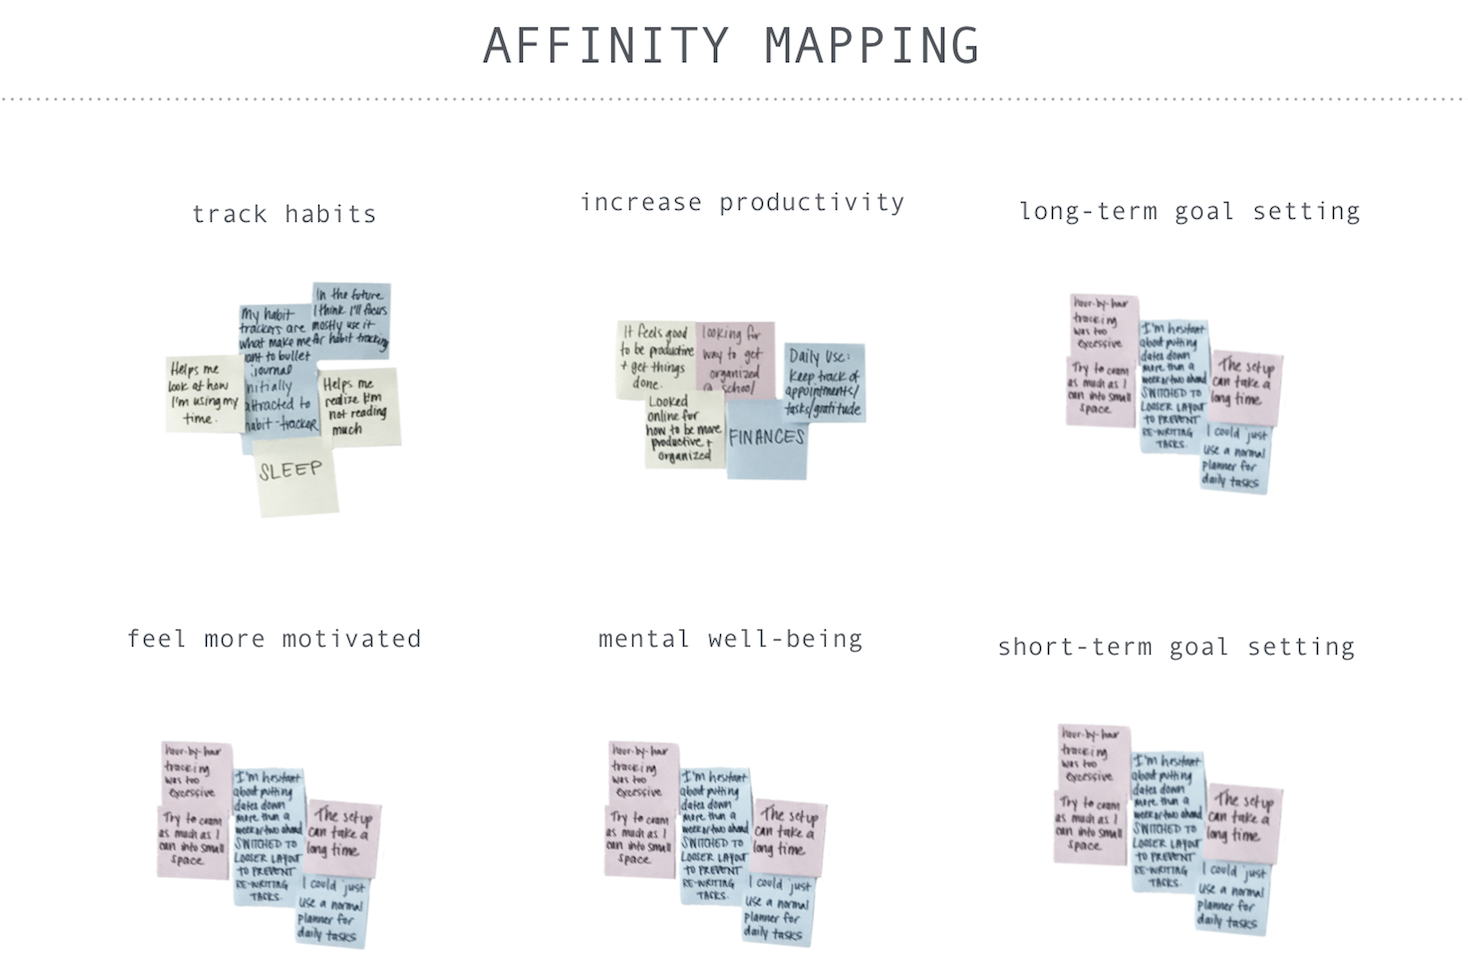 AFFINITY MAPPING
track habits
In the future
I think I'll focus
mostly use it
for habit tracking
My habit
trackers are
what make me
want to bullet
journal
initially
attracted to
habit-tracker
Helps me
look at how
I'm using my
time.
Helps me
realize I'm
not reading
much
SLEEP
increase productivity
It feels good
to be productive
+ get things
done.
looking for
way to get
organized
@ school
Daily Use:
Keep track of
appointments/
tasks/gratitude
Looked
online for
how to be more
productive +
organized
FINANCES
long-term goal setting
hour-by-hour
tracking
was too
excessive
Try to cram
as much as I
can into small
space
I'm hesitant
about putting
dates down
more than a
week or two ahead
SWITCHED TO
LOOSER LAYOUT
TO PREVENT
RE-WRITING
TASKS.
The setup
can take a
long time
I could just
use a normal
planner for
daily tasks
feel more motivated
hour-by-hour
tracking
was too
excessive
Try to cram
as much as I
can into small
space
I'm hesitant
about putting
dates down
more than a
week or two ahead
SWITCHED TO
LOOSER LAYOUT
TO PREVENT
RE-WRITING
TASKS.
The setup
can take a
long time
I could just
use a normal
planner for
daily tasks
mental well-being
hour-by-hour
tracking
was too
excessive
Try to cram
as much as I
can into small
space
I'm hesitant
about putting
dates down
more than a
week or two ahead
SWITCHED TO
LOOSER LAYOUT
TO PREVENT
RE-WRITING
TASKS.
The setup
can take a
long time
I could just
use a normal
planner for
daily tasks
short-term goal setting
hour-by-hour
tracking
was too
excessive
Try to cram
as much as I
can into small
space
I'm hesitant
about putting
dates down
more than a
week or two ahead
SWITCHED TO
LOOSER LAYOUT
TO PREVENT
RE-WRITING
TASKS.
The setup
can take a
long time
I could just
use a normal
planner for
daily tasks